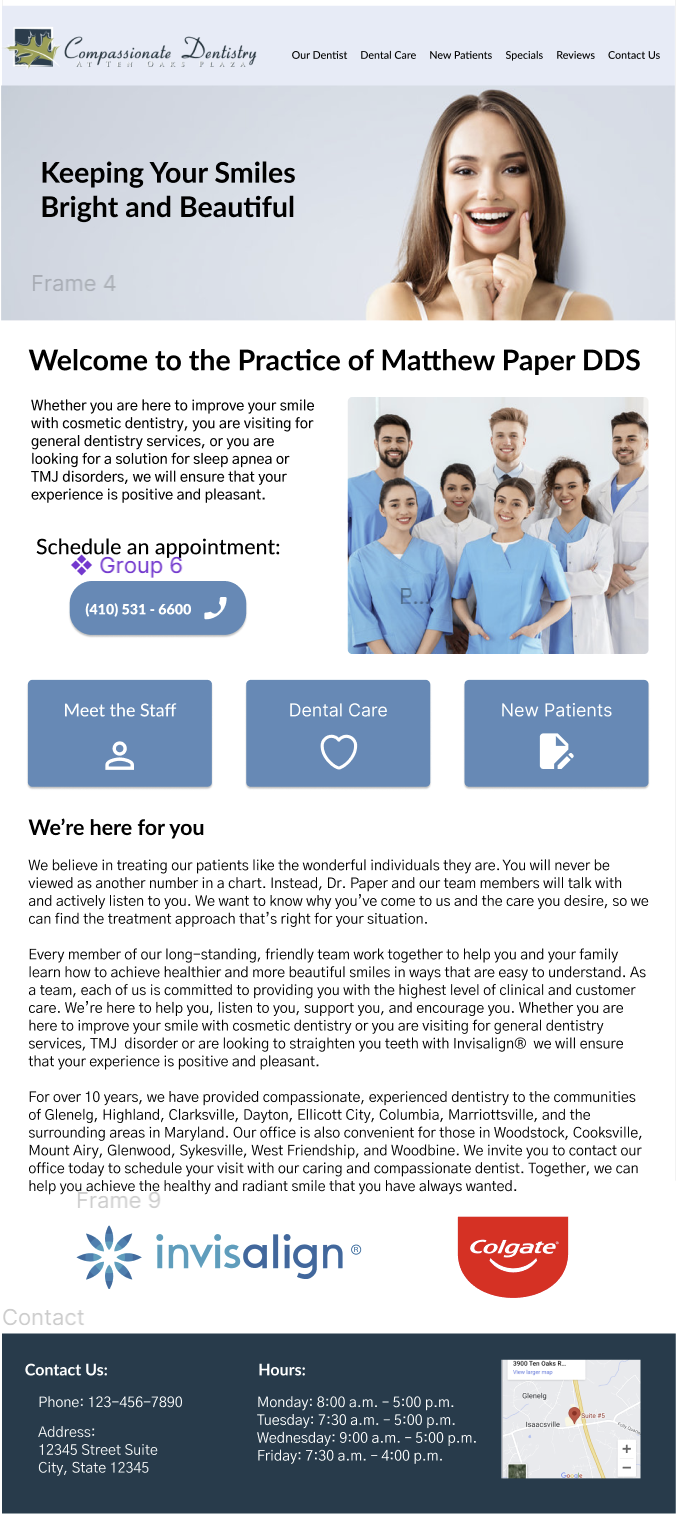 Compassionate Dentistry
AT TEN OAKS PLAZA
Our Dentist Dental Care New Patients Specials Reviews Contact Us
Keeping Your Smiles
Bright and Beautiful
Frame 4
Welcome to the Practice of Matthew Paper DDS
Whether you are here to improve your smile
with cosmetic dentistry, you are visiting for
general dentistry services, or you are
looking for a solution for sleep apnea or
TMJ disorders, we will ensure that your
experience is positive and pleasant.
Schedule an appointment:
Group 6
(410) 531 - 6600
P...
Meet the Staff
Dental Care
New Patients
We're here for you
We believe in treating our patients like the wonderful individuals they are. You will never be
viewed as another number in a chart. Instead, Dr. Paper and our team members will talk with
and actively listen to you. We want to know why you've come to us and the care you desire, so we
can find the treatment approach that's right for your situation.
Every member of our long-standing, friendly team work together to help you and your family
learn how to achieve healthier and more beautiful smiles in ways that are easy to understand. As
a team, each of us is committed to providing you with the highest level of clinical and customer
care. We're here to help you, listen to you, support you, and encourage you. Whether you are
here to improve your smile with cosmetic dentistry or you are visiting for general dentistry
services, TMJ disorder or are looking to straighten you teeth with Invisalign® we will ensure
that your experience is positive and pleasant.
For over 10 years, we have provided compassionate, experienced dentistry to the communities
of Glenelg, Highland, Clarksville, Dayton, Ellicott City, Columbia, Marriottsville, and the
surrounding areas in Maryland. Our office is also convenient for those in Woodstock, Cooksville,
Mount Airy, Glenwood, Sykesville, West Friendship, and Woodbine. We invite you to contact our
office today to schedule your visit with our caring and compassionate dentist. Together, we can
help you achieve the healthy and radiant smile that you have always wanted.
Frame 9
invisalign ®
Colgate®
Contact
Contact Us:
Phone: 123-456-7890
Address:
12345 Street Suite
City, State 12345
Hours:
Monday: 8:00 a.m. - 5:00 p.m.
Tuesday: 7:30 a.m. - 5:00 p.m.
Wednesday: 9:00 a.m. - 5:00 p.m.
Friday: 7:30 a.m. - 4:00 p.m.
3900 Ten Oaks R...
View larger map
Glenelg
Suite #5
Isaacsville
+
Google
−